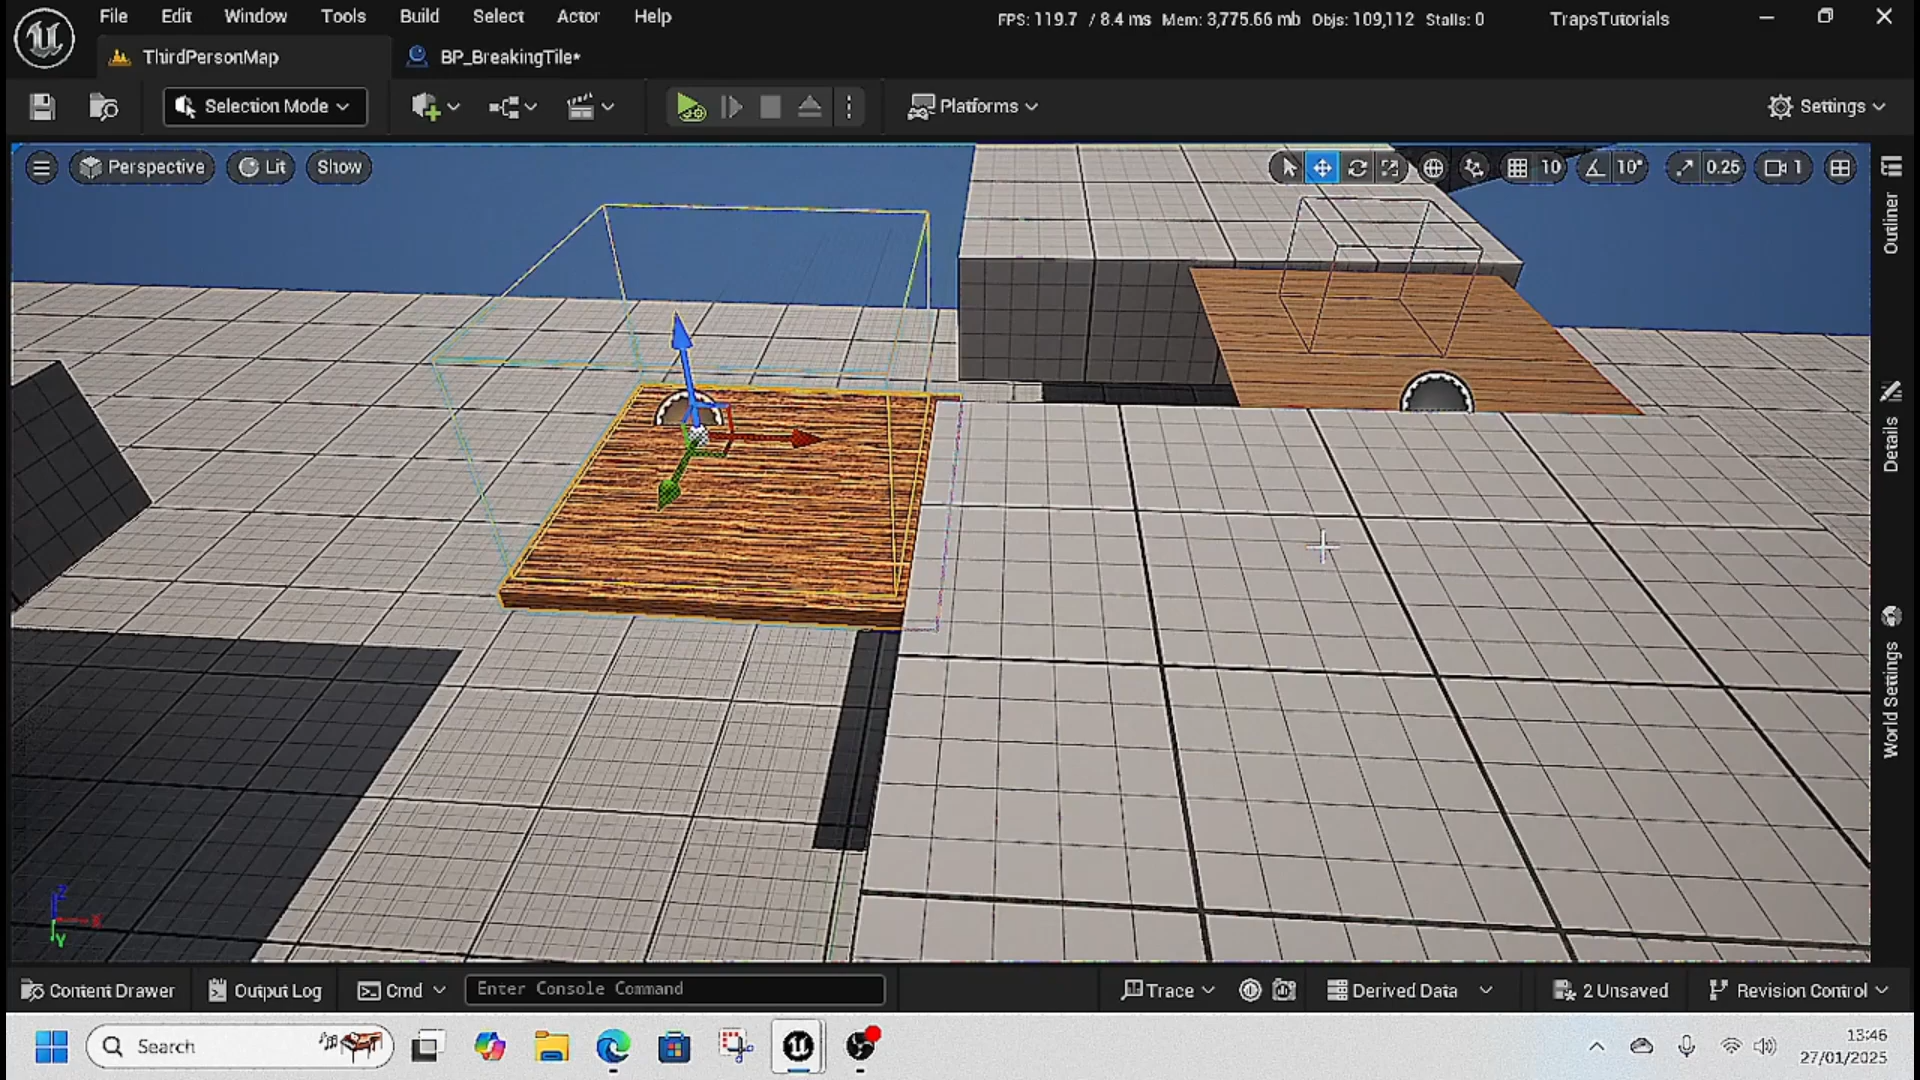 File Edit Window Tools Build Select Actor Help
FPS: 119.7 / 8.4 ms Mem: 3,775.66 mb Objs: 109,112 Stalls: 0
TrapsTutorials
ThirdPersonMap
BP_BreakingTile*
Selection Mode
Platforms
Settings
Perspective
Lit
Show
10
10°
0.25
1
Outliner
Details
World Settings
Z
X
Y
Content Drawer
Output Log
Cmd
Enter Console Command
Trace
Derived Data
2 Unsaved
Revision Control
Search
13:46
27/01/2025